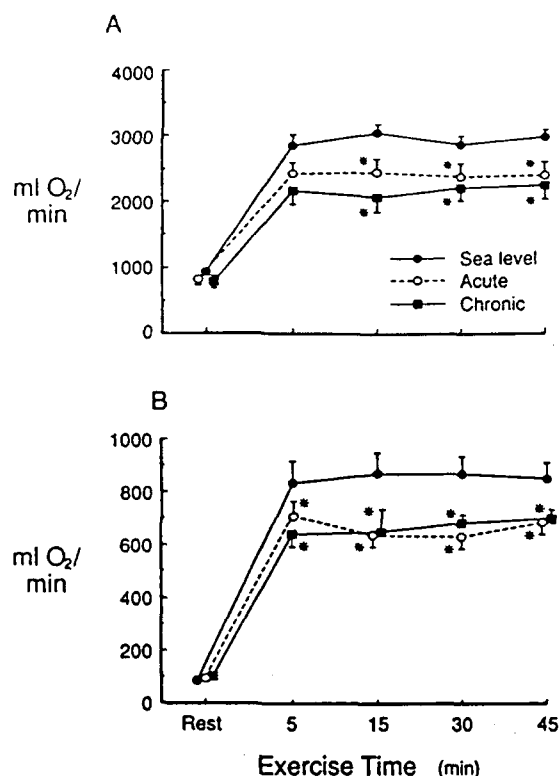 A
4000
3000
ml O₂/
min
2000
1000
0
Sea level
Acute
Chronic
B
1000
800
ml O₂/
min
600
400
200
0
Rest 5 15 30 45
Exercise Time (min)